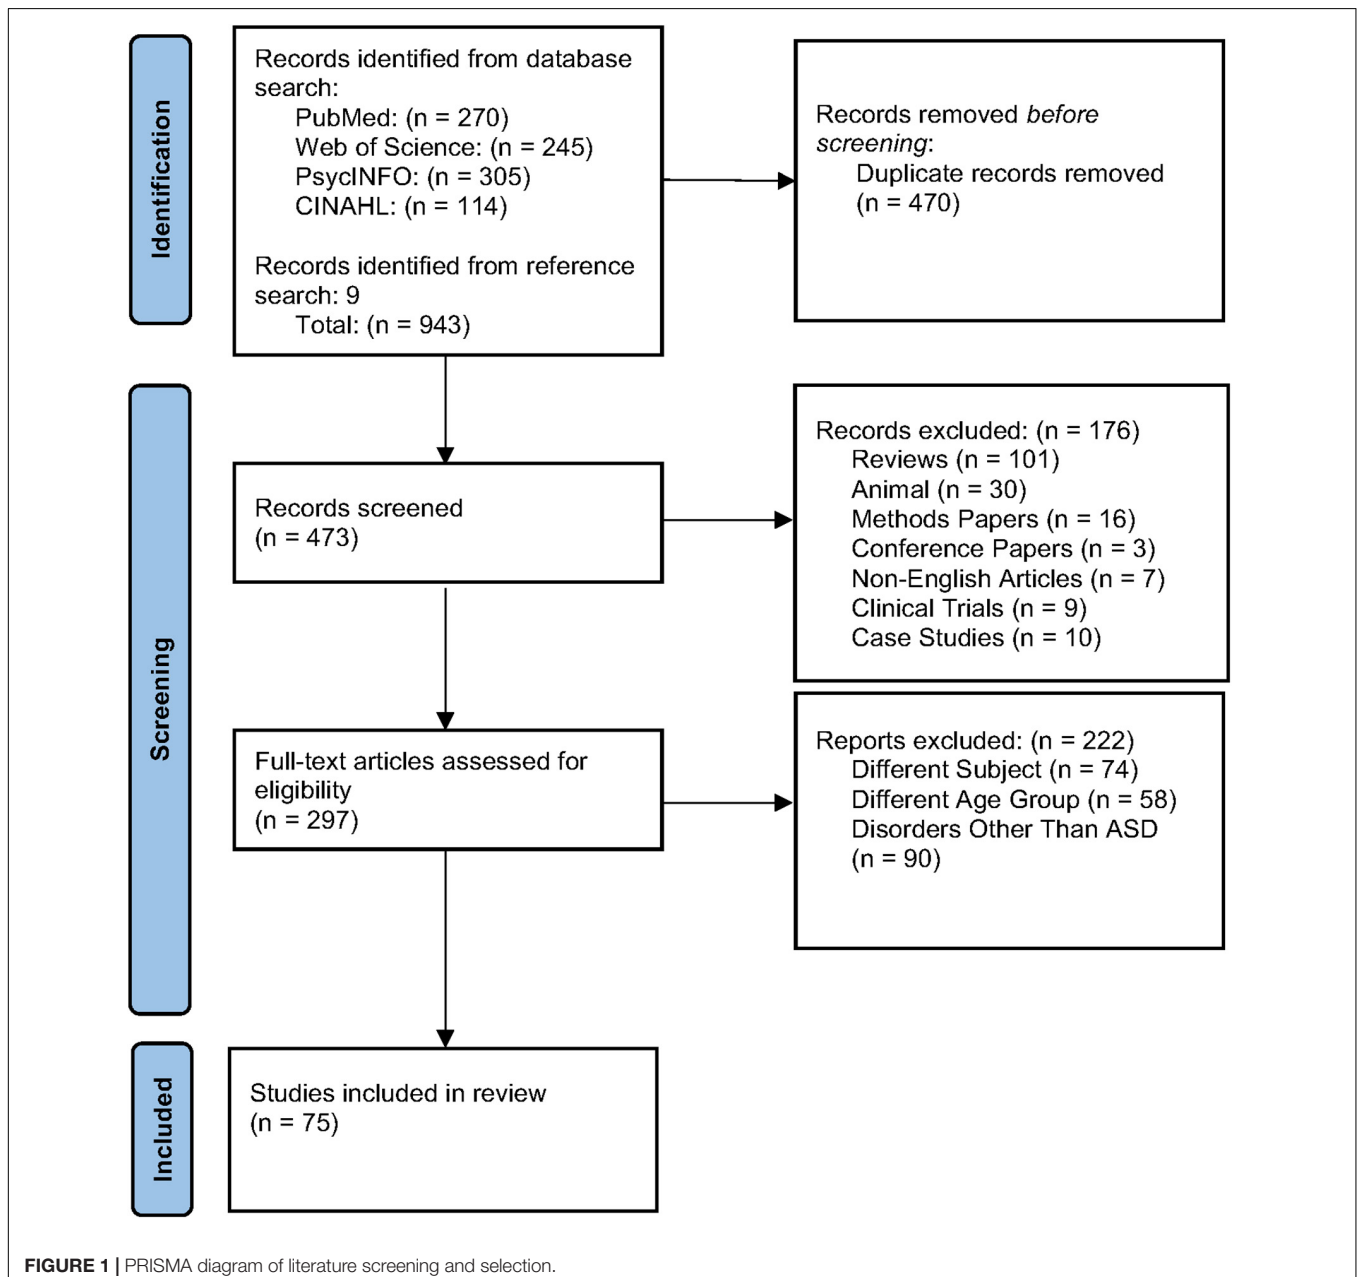 Identification
Records identified from database
search:
PubMed: (n = 270)
Web of Science: (n = 245)
PsycINFO: (n = 305)
CINAHL: (n = 114)
Records identified from reference
search: 9
Total: (n = 943)
Records removed before
screening:
Duplicate records removed
(n = 470)
Screening
Records screened
(n = 473)
Records excluded: (n = 176)
Reviews (n = 101)
Animal (n = 30)
Methods Papers (n = 16)
Conference Papers (n = 3)
Non-English Articles (n = 7)
Clinical Trials (n = 9)
Case Studies (n = 10)
Full-text articles assessed for
eligibility
(n = 297)
Reports excluded: (n = 222)
Different Subject (n = 74)
Different Age Group (n = 58)
Disorders Other Than ASD
(n = 90)
Included
Studies included in review
(n = 75)
FIGURE 1 | PRISMA diagram of literature screening and selection.